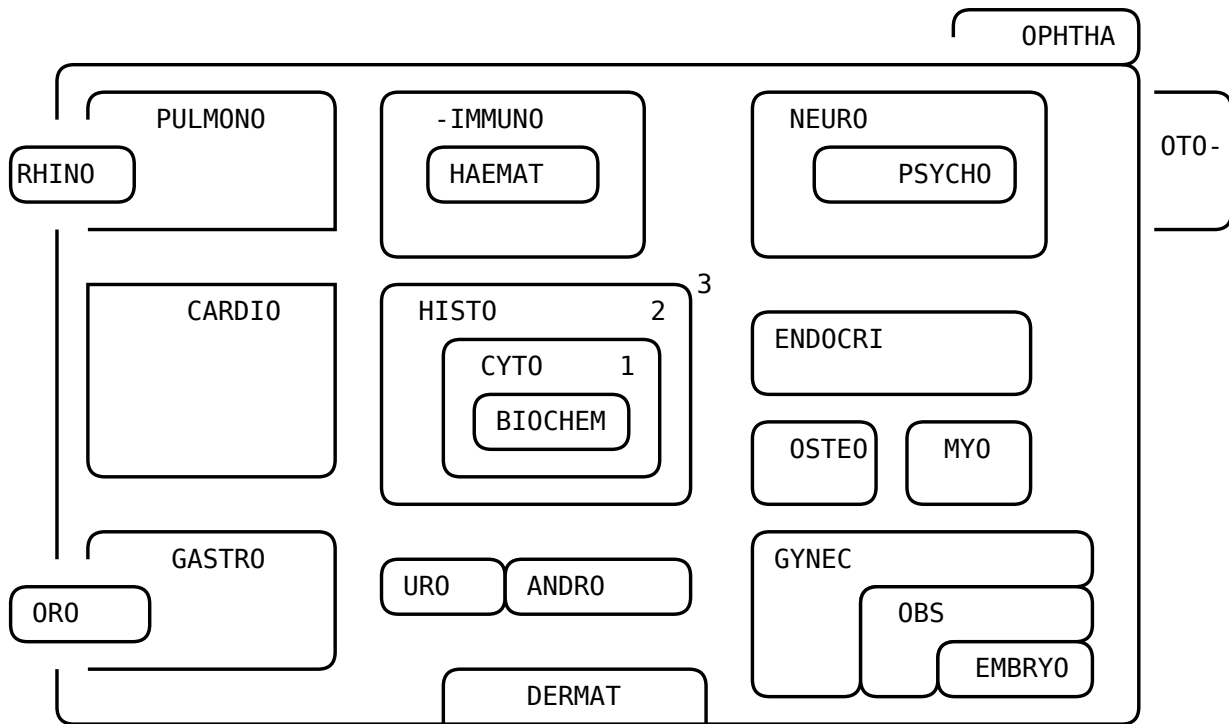 OPHTHA
PULMONO
-IMMUNO
NEURO
OTO-
RHINO
HAEMAT
PSYCHO
3
CARDIO
HISTO 2
ENDOCRI
CYTO 1
BIOCHEM
OSTEO
MYO
GASTRO
URO
ANDRO
GYNEC
ORO
OBS
EMBRYO
DERMAT